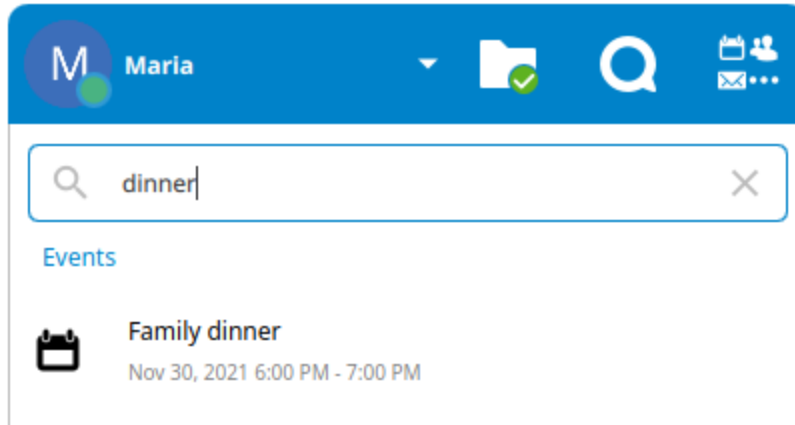 M Maria
dinner
Events
Family dinner
Nov 30, 2021 6:00 PM - 7:00 PM